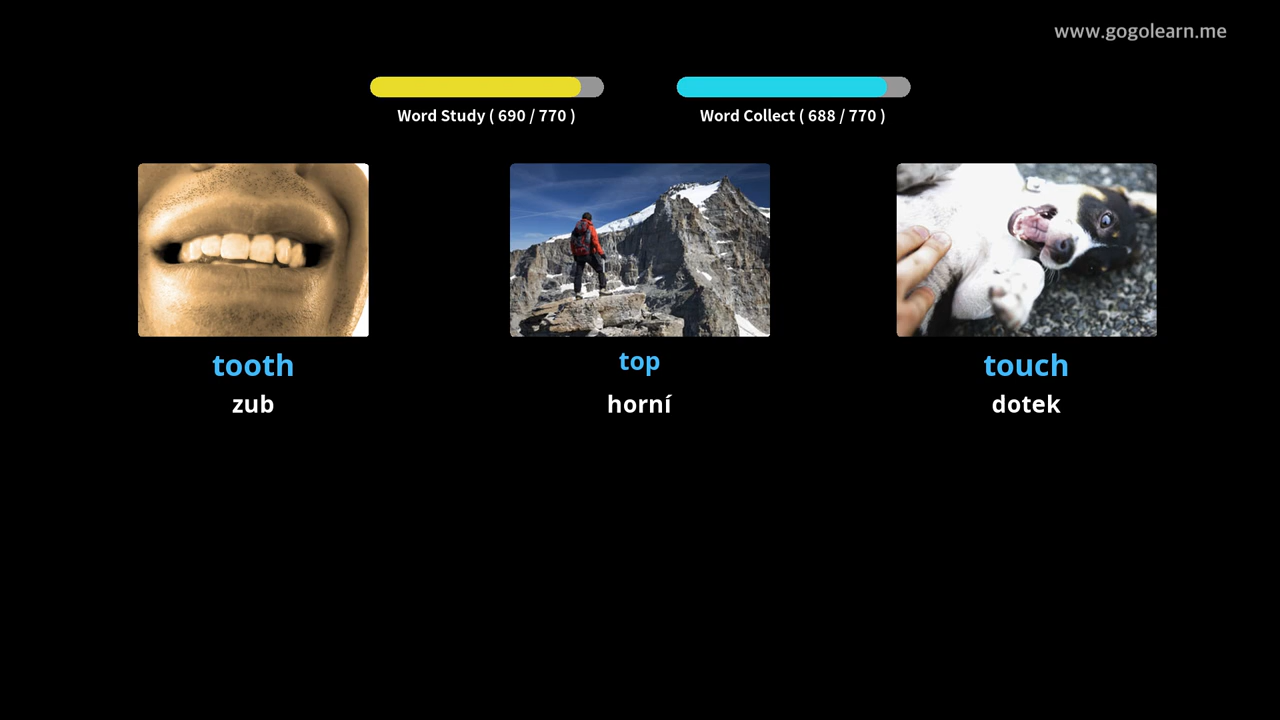 www.gogolearn.me
Word Study ( 690 / 770 )
Word Collect ( 688 / 770 )
tooth
zub
top
horní
touch
dotek